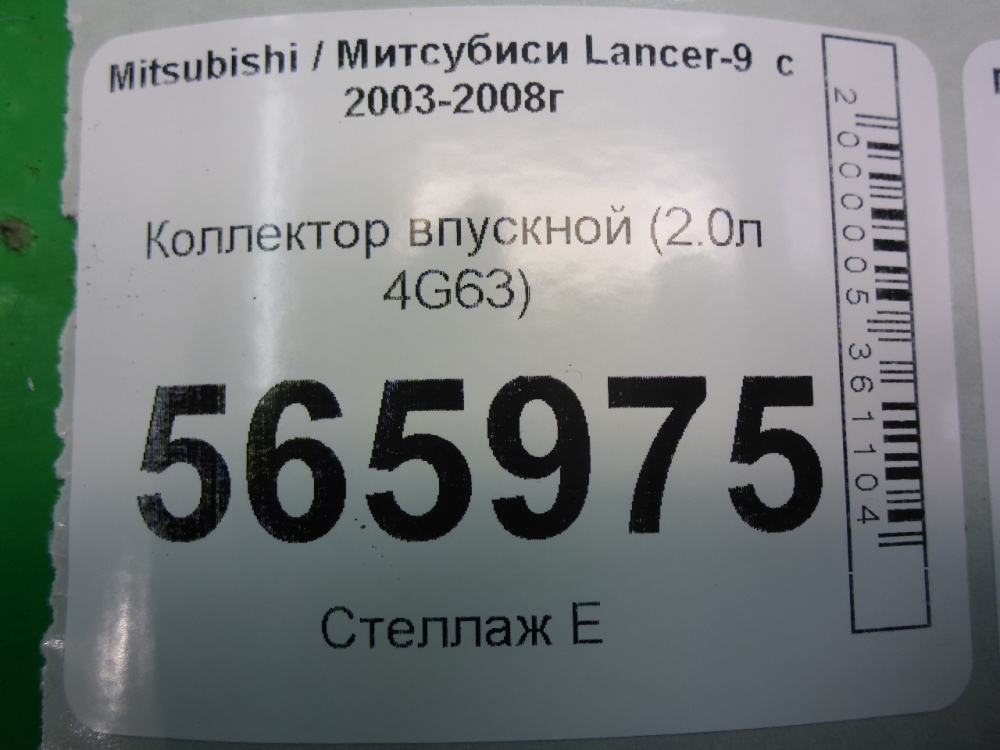 Mitsubishi / Митсубиси Lancer-9 с
2003-2008г
Коллектор впускной (2.0л
4G63)
565975
Стеллаж Е
2000005361104